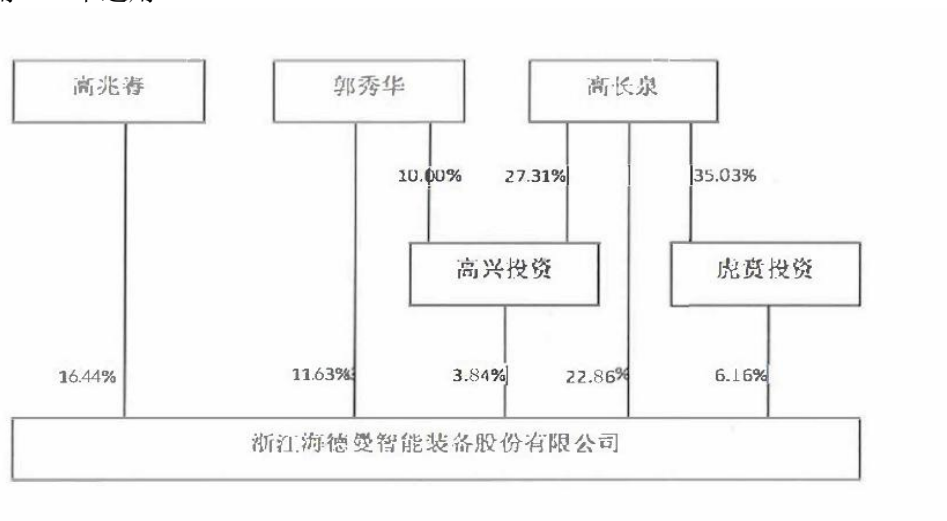 高兆春
郭秀华
高长泉
10.00%
27.31%
35.03%
高兴投资
虎贲投资
16.44%
11.63%
3.84%
22.86%
6.16%
浙江海德曼智能装备股份有限公司